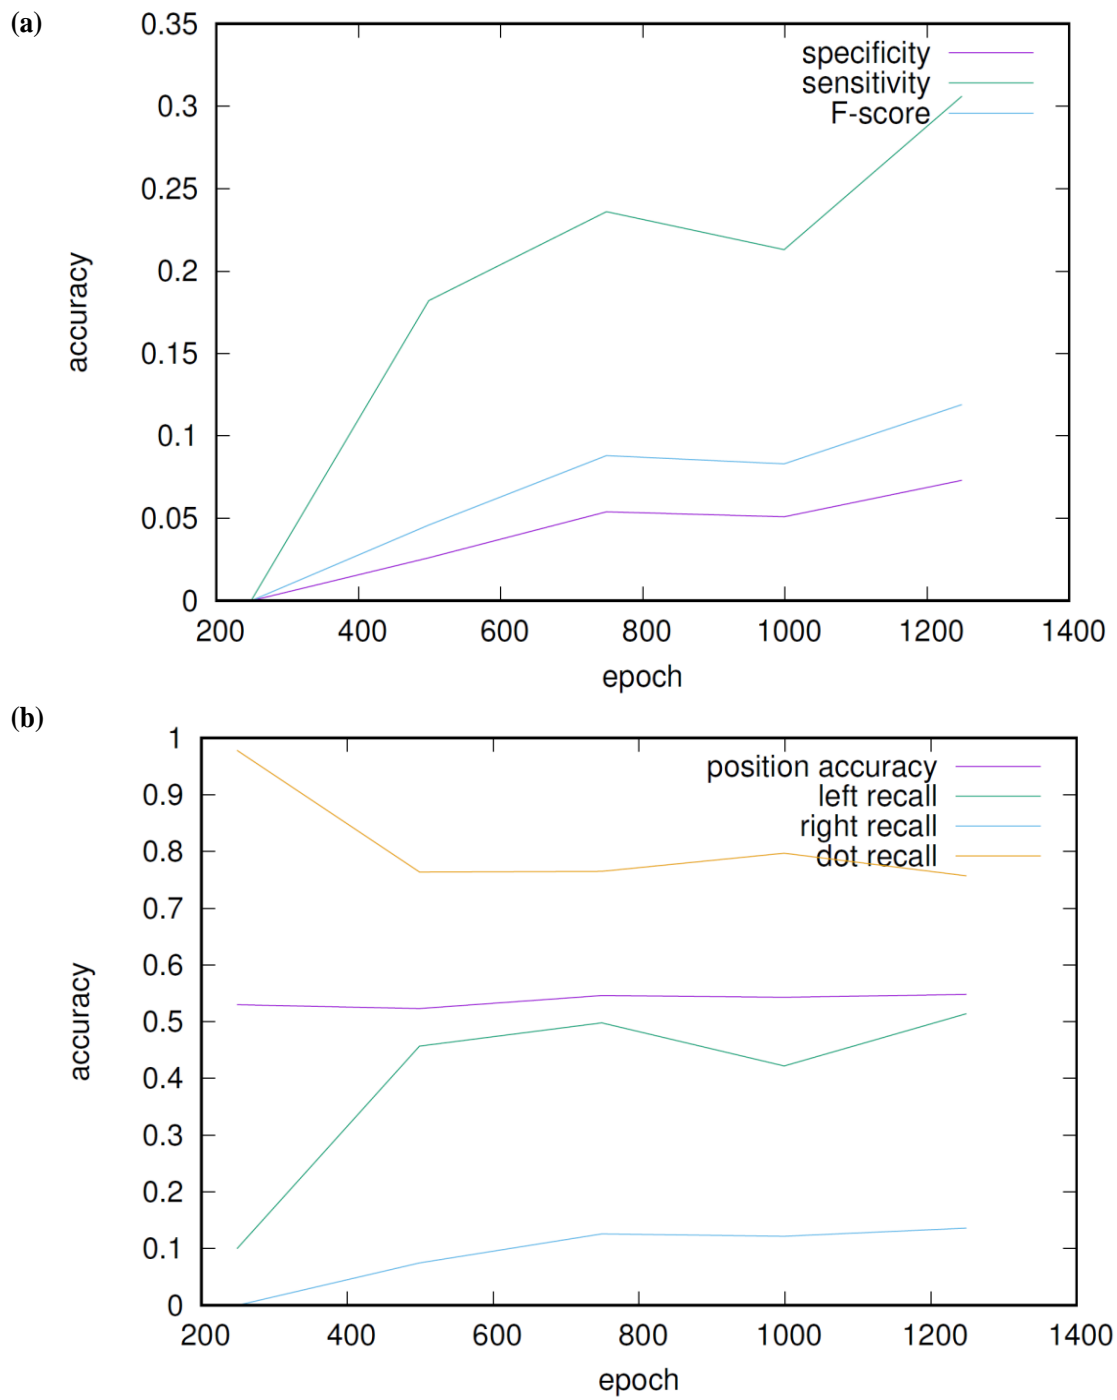 (a)
0.35
specificity
sensitivity
F-score
0.3
0.25
0.2
0.15
0.1
0.05
0
accuracy
200 400 600 800 1000 1200 1400
epoch
(b)
1
position accuracy
left recall
right recall
dot recall
0.9
0.8
0.7
0.6
0.5
0.4
0.3
0.2
0.1
0
accuracy
200 400 600 800 1000 1200 1400
epoch